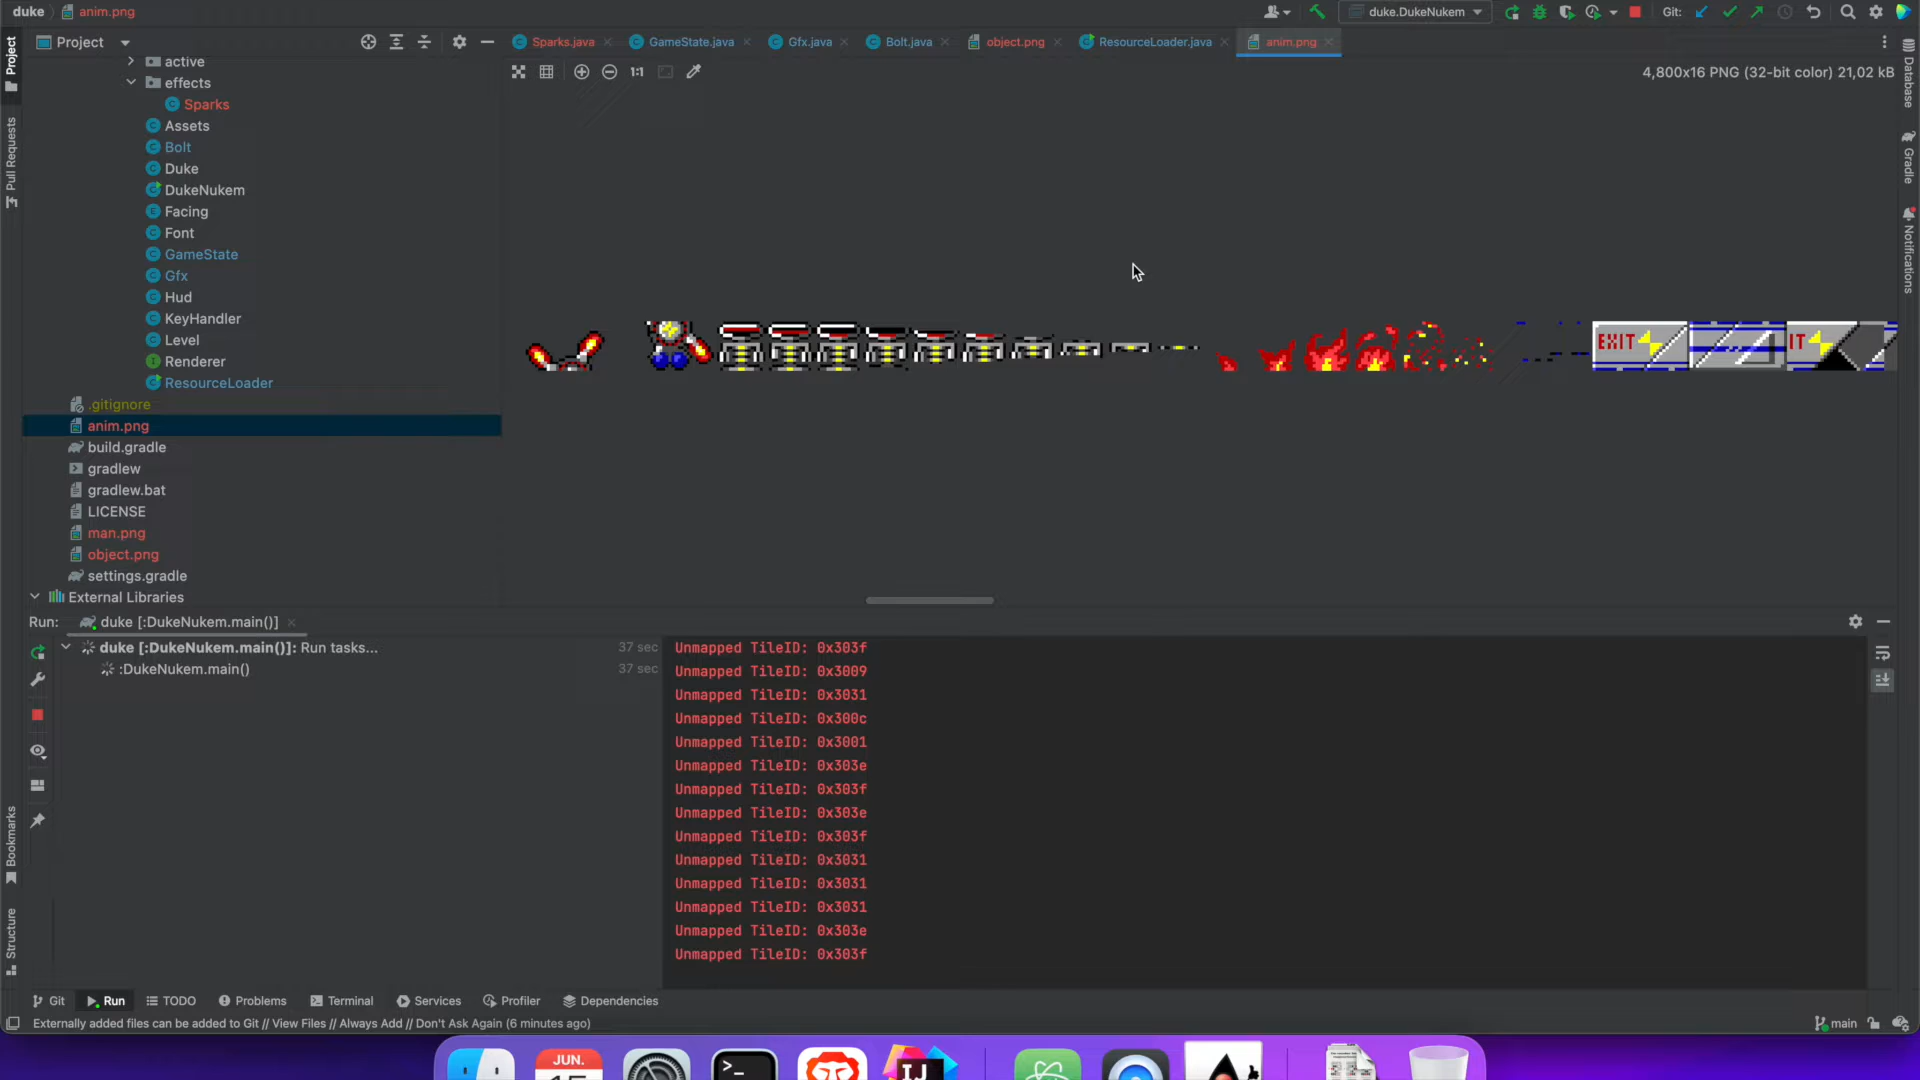 duke anim.png duke.DukeNukem Git:
Project Sparks.java GameState.java Gfx.java Bolt.java object.png ResourceLoader.java anim.png
1:1 4,800x16 PNG (32-bit color) 21,02 kB
Project
Pull Requests
Bookmarks
Structure
active
effects
Sparks
Assets
Bolt
Duke
DukeNukem
Facing
Font
GameState
Gfx
Hud
KeyHandler
Level
Renderer
ResourceLoader
.gitignore
anim.png
build.gradle
gradlew
gradlew.bat
LICENSE
man.png
object.png
settings.gradle
External Libraries
EXIT IT
Database
Gradle
Notifications
Run: duke [:DukeNukem.main()]
duke [:DukeNukem.main()]: Run tasks... 37 sec
:DukeNukem.main() 37 sec
Unmapped TileID: 0x303f
Unmapped TileID: 0x3009
Unmapped TileID: 0x3031
Unmapped TileID: 0x300c
Unmapped TileID: 0x3001
Unmapped TileID: 0x303e
Unmapped TileID: 0x303f
Unmapped TileID: 0x303e
Unmapped TileID: 0x303f
Unmapped TileID: 0x3031
Unmapped TileID: 0x3031
Unmapped TileID: 0x3031
Unmapped TileID: 0x303e
Unmapped TileID: 0x303f
Git Run TODO Problems Terminal Services Profiler Dependencies
Externally added files can be added to Git // View Files // Always Add // Don't Ask Again (6 minutes ago) main
JUN.
IJ